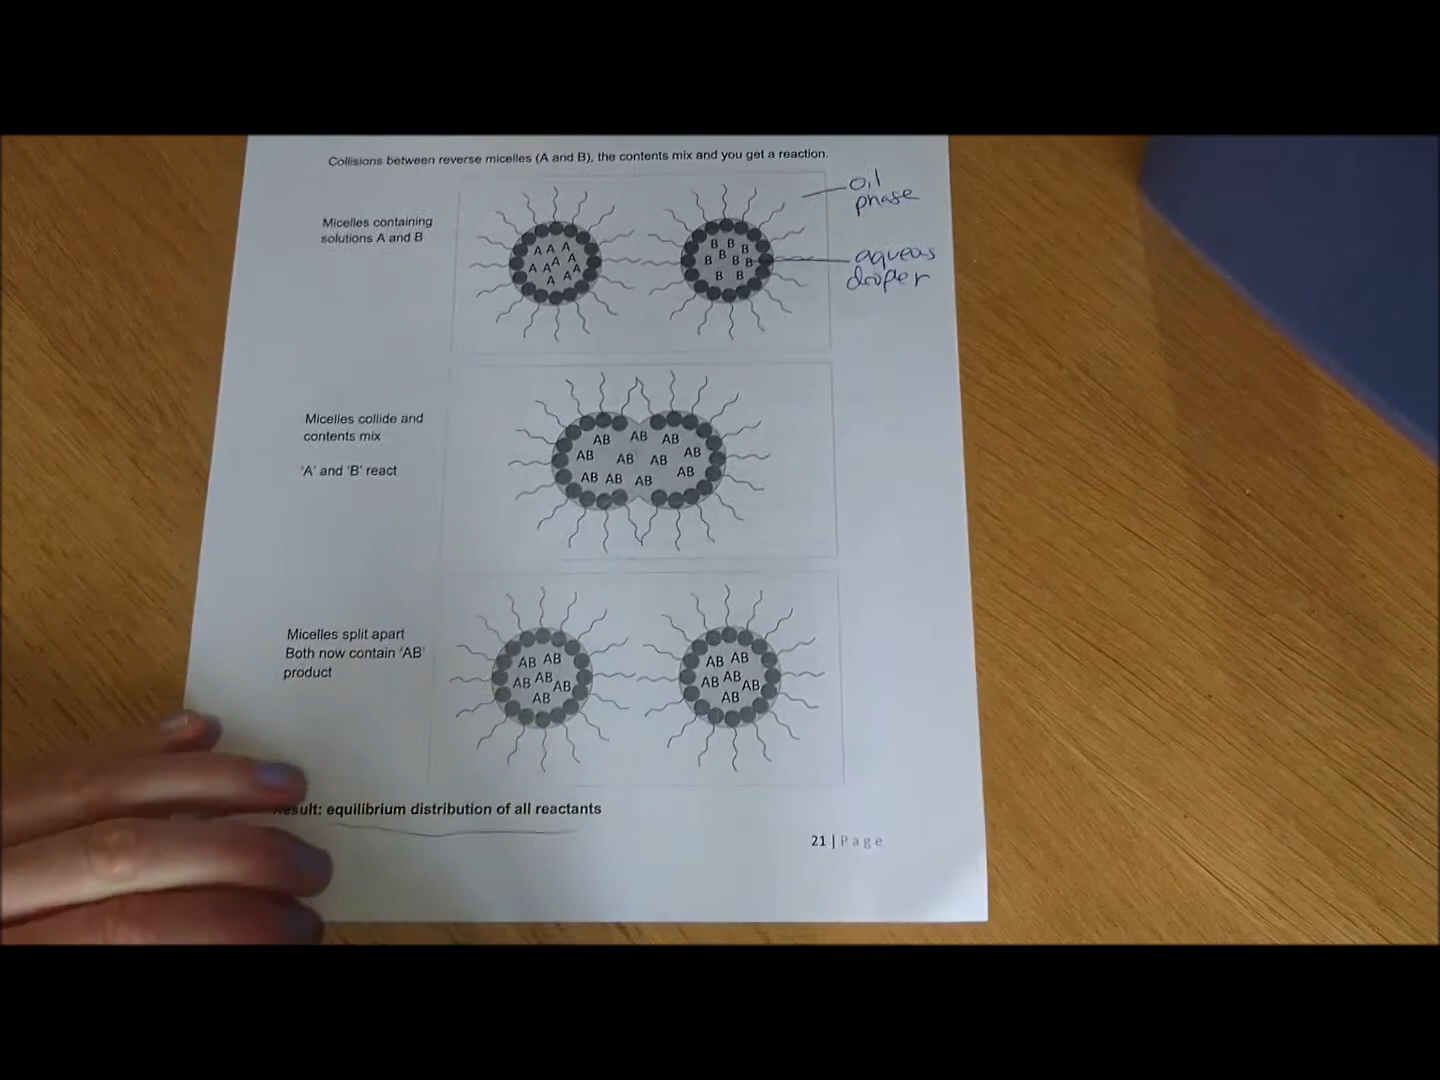 Collisions between reverse micelles (A and B), the contents mix and you get a reaction.
oil
phase
Micelles containing
solutions A and B
A A A
A A A A
A A A
B B B
B B B B
B B
aqueous
droper
Micelles collide and
contents mix
'A' and 'B' react
AB AB AB
AB AB AB AB
AB AB AB AB
Micelles split apart
Both now contain 'AB'
product
AB AB
AB AB AB
AB
AB AB
AB AB AB
AB
Result: equilibrium distribution of all reactants
21 | Page